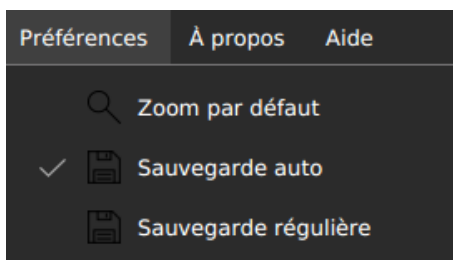 Préférences À propos Aide
Zoom par défaut
Sauvegarde auto
Sauvegarde régulière